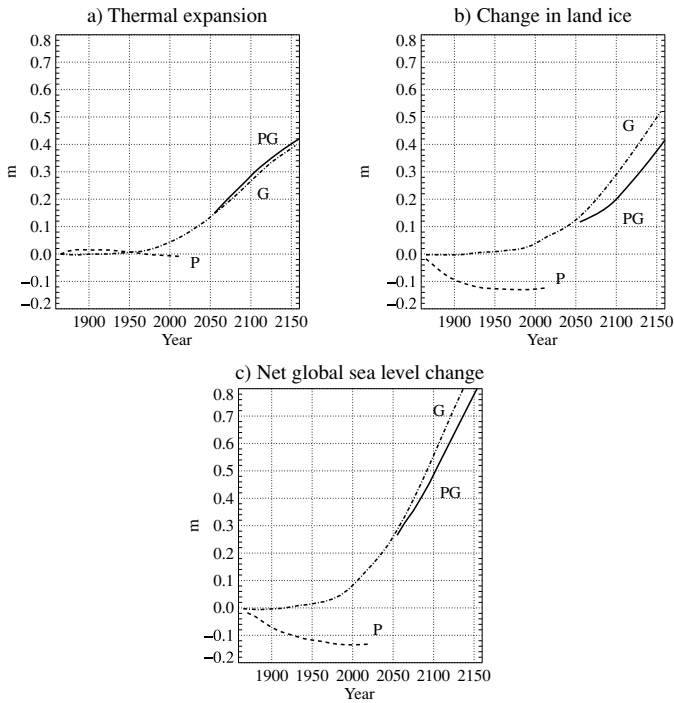 a) Thermal expansion
0.8
0.7
0.6
0.5
0.4
0.3
0.2
0.1
0.0
−0.1
−0.2
m
PG
G
P
1900 1950 2000 2050 2100 2150
Year
b) Change in land ice
0.8
0.7
0.6
0.5
0.4
0.3
0.2
0.1
0.0
−0.1
−0.2
m
G
PG
P
1900 1950 2000 2050 2100 2150
Year
c) Net global sea level change
0.8
0.7
0.6
0.5
0.4
0.3
0.2
0.1
0.0
−0.1
−0.2
m
G
PG
P
1900 1950 2000 2050 2100 2150
Year